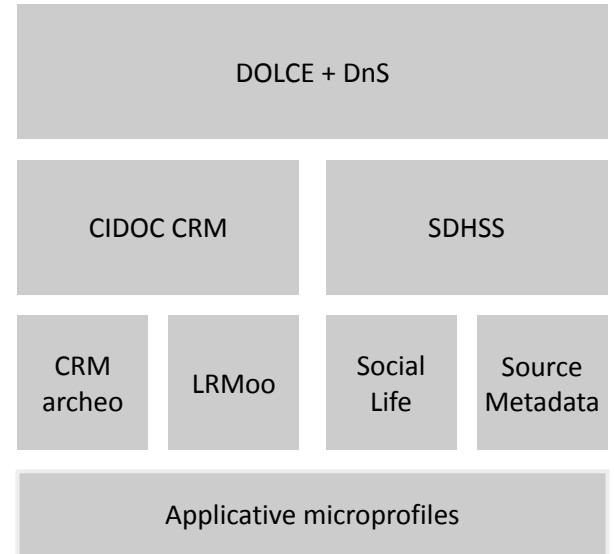 DOLCE + DnS
CIDOC CRM
SDHSS
CRM
archeo
LRMoo
Social
Life
Source
Metadata
Applicative microprofiles